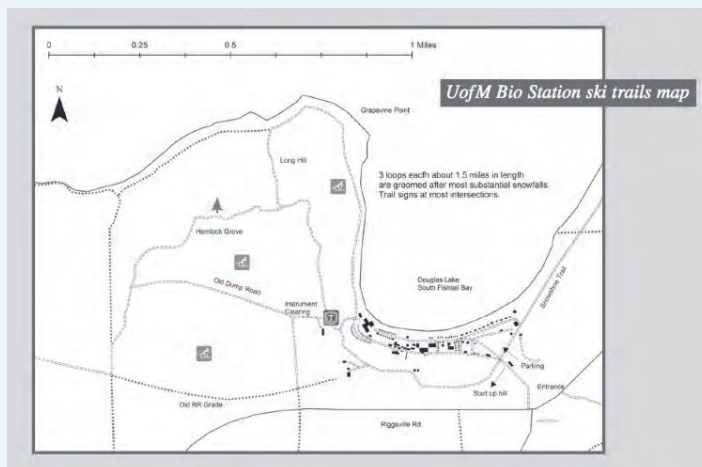 0 0.25 0.5 1 Miles
N
UofM Bio Station ski trails map
Grapevine Point
Long Hill
3 loops each about 1.5 miles in length
are groomed after most substantial snowfalls.
Trail signs at most intersections.
Hemlock Grove
Old Dump Road
Instrument
Clearing
Douglas Lake
South Fishtail Bay
Snowshoe Trail
Parking
Entrance
Start up hill
Old RR Grade
Riggsville Rd.